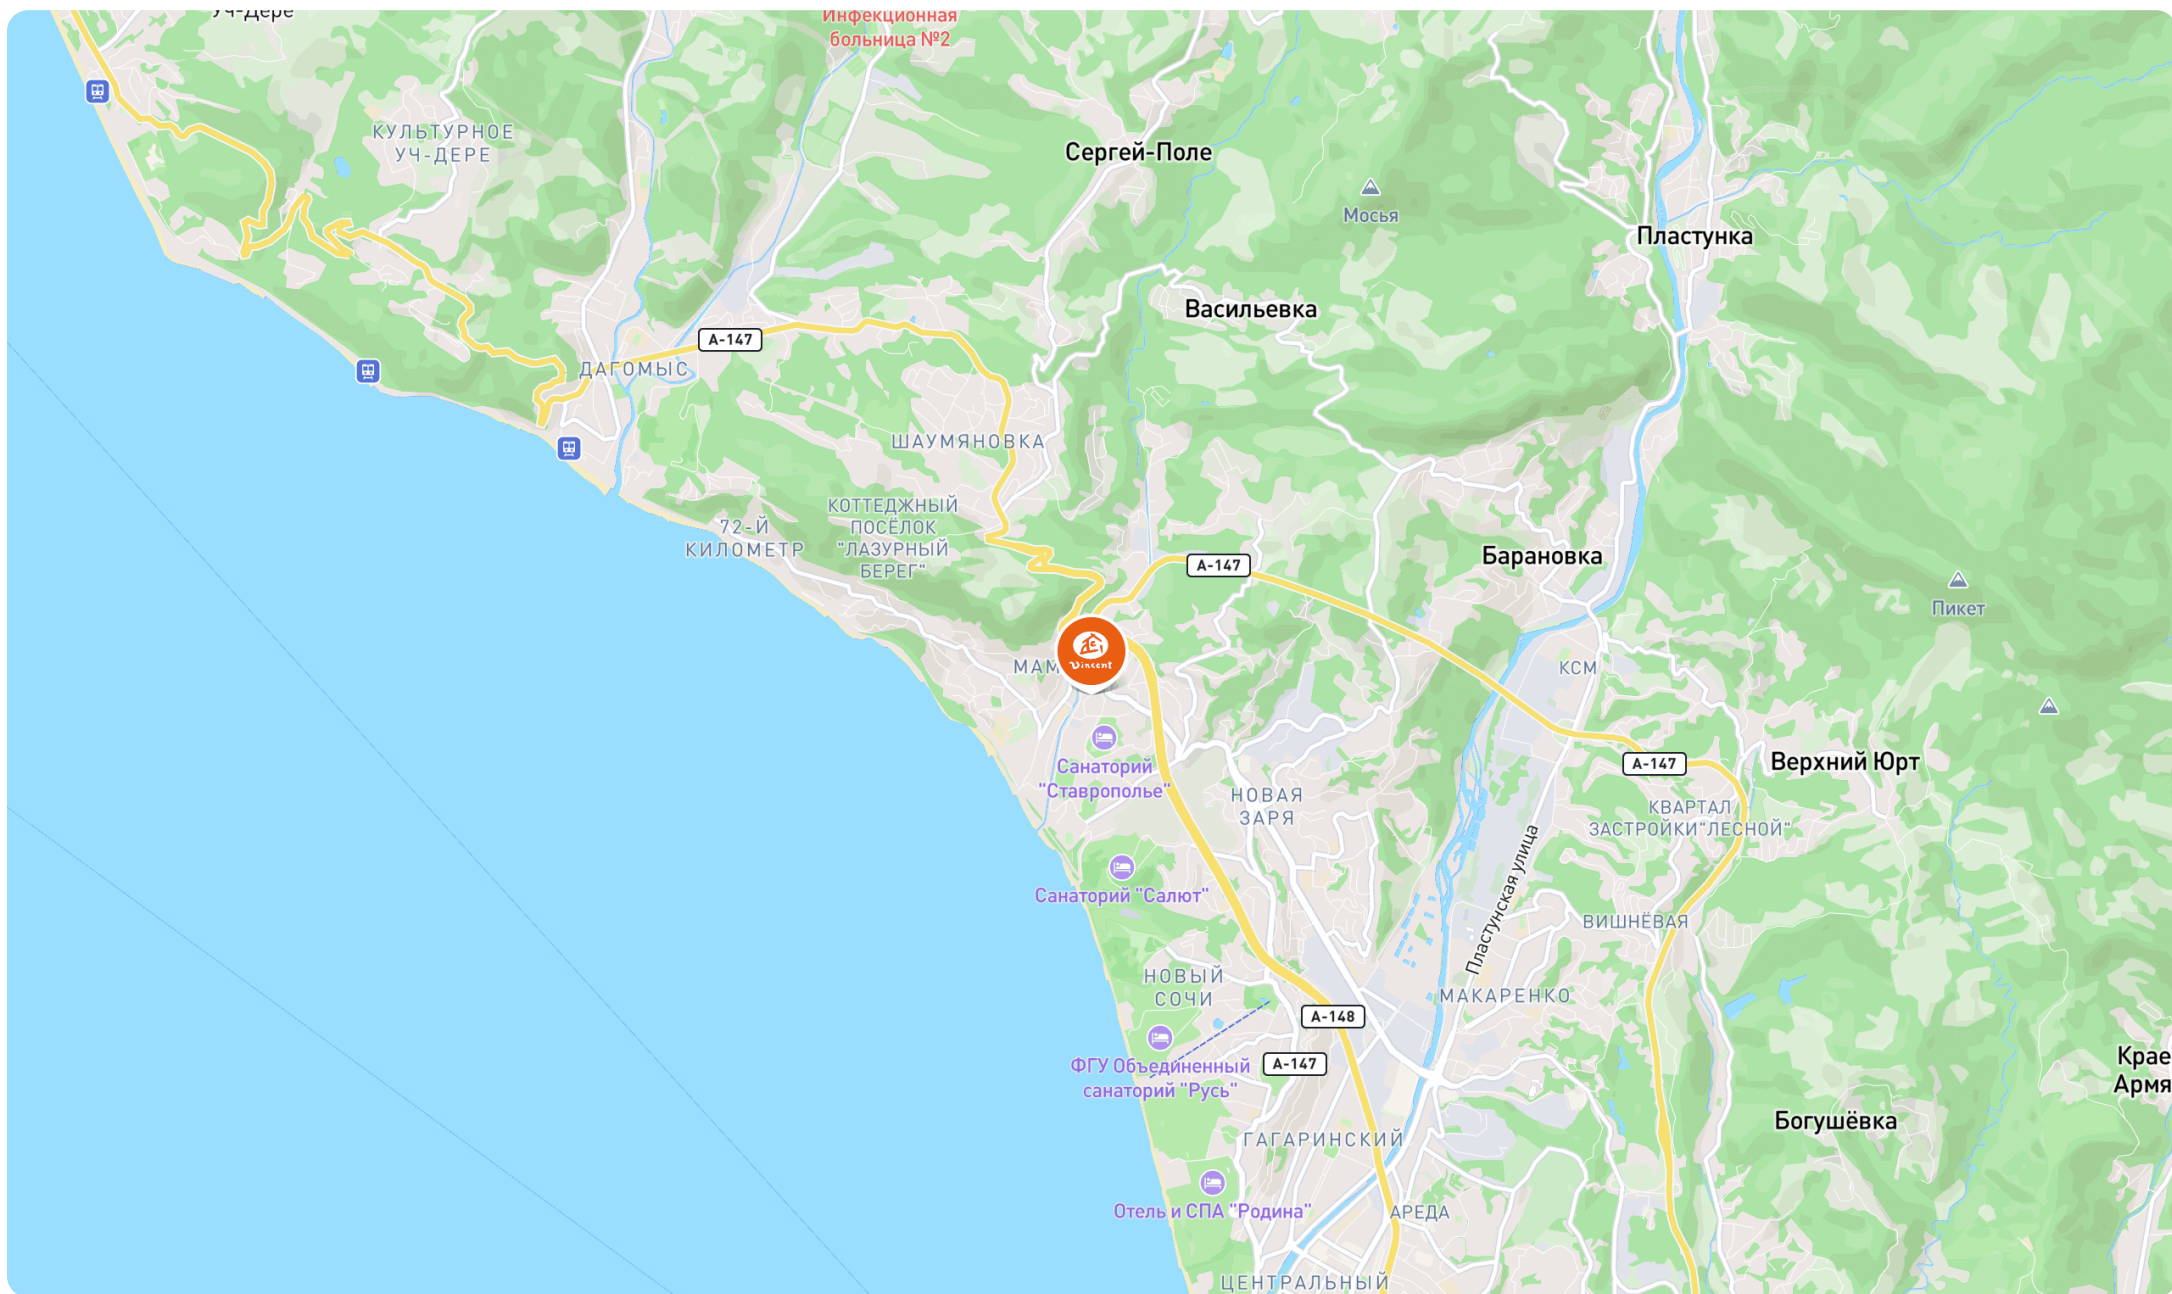 Уч-Дере
Инфекционная
больница №2
КУЛЬТУРНОЕ
УЧ-ДЕРЕ
Сергей-Поле
Мосья
Пластунка
Васильевка
А-147
ДАГОМЫС
ШАУМЯНОВКА
КОТТЕДЖНЫЙ
ПОСЁЛОК
"ЛАЗУРНЫЙ
БЕРЕГ"
72-Й
КИЛОМЕТР
А-147
Барановка
Пикет
Vincent
МАМ
КСМ
Санаторий
"Ставрополье"
А-147
Верхний Юрт
НОВАЯ
ЗАРЯ
КВАРТАЛ
ЗАСТРОЙКИ"ЛЕСНОЙ"
Пластунская улица
Санаторий "Салют"
ВИШНЁВАЯ
НОВЫЙ
СОЧИ
МАКАРЕНКО
А-148
А-147
ФГУ Объединенный
санаторий "Русь"
Крае
Армя
Богушёвка
ГАГАРИНСКИЙ
Отель и СПА "Родина"
АРЕДА
ЦЕНТРАЛЬНЫЙ